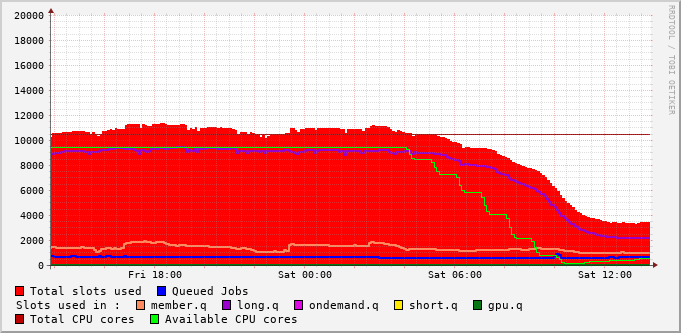 20000
18000
16000
14000
12000
10000
8000
6000
4000
2000
0
Fri 18:00 Sat 00:00 Sat 06:00 Sat 12:00
RRDTOOL / TOBI OETIKER
Total slots used Queued Jobs
Slots used in : member.q long.q ondemand.q short.q gpu.q
Total CPU cores Available CPU cores